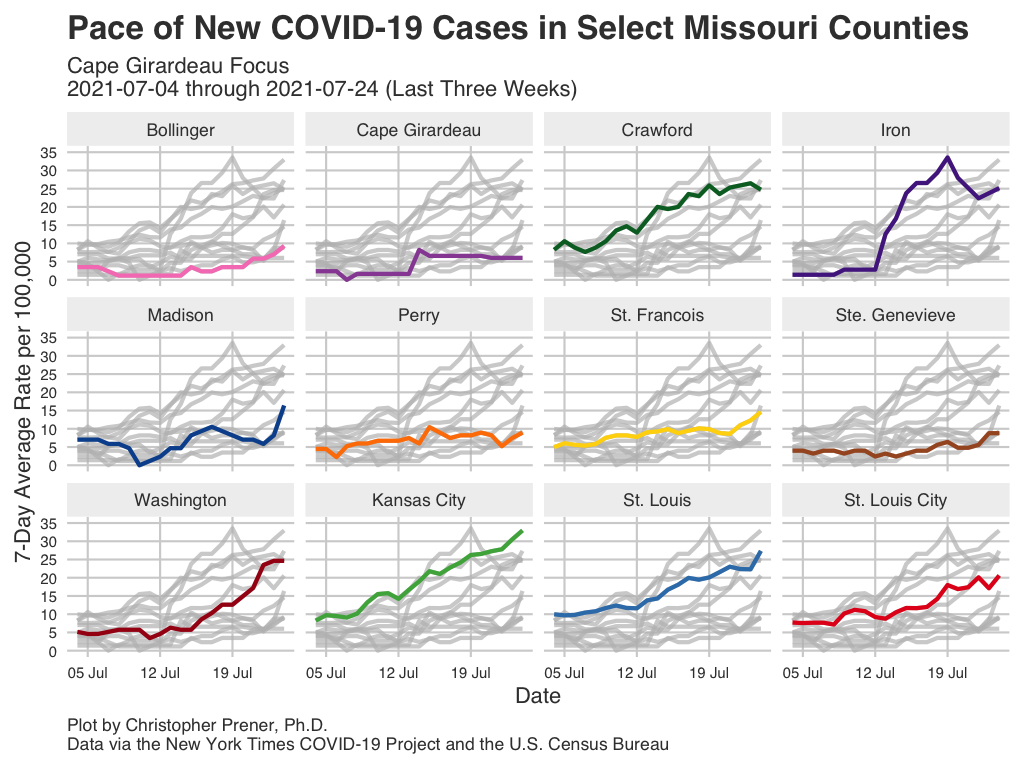 Pace of New COVID-19 Cases in Select Missouri Counties
Cape Girardeau Focus
2021-07-04 through 2021-07-24 (Last Three Weeks)
Bollinger
Cape Girardeau
Crawford
Iron
35
30
25
20
15
10
5
0
Madison
Perry
St. Francois
Ste. Genevieve
35
30
25
20
15
10
5
0
Washington
Kansas City
St. Louis
St. Louis City
35
30
25
20
15
10
5
0
7-Day Average Rate per 100,000
05 Jul 12 Jul 19 Jul
05 Jul 12 Jul 19 Jul
05 Jul 12 Jul 19 Jul
05 Jul 12 Jul 19 Jul
Date
Plot by Christopher Prener, Ph.D.
Data via the New York Times COVID-19 Project and the U.S. Census Bureau